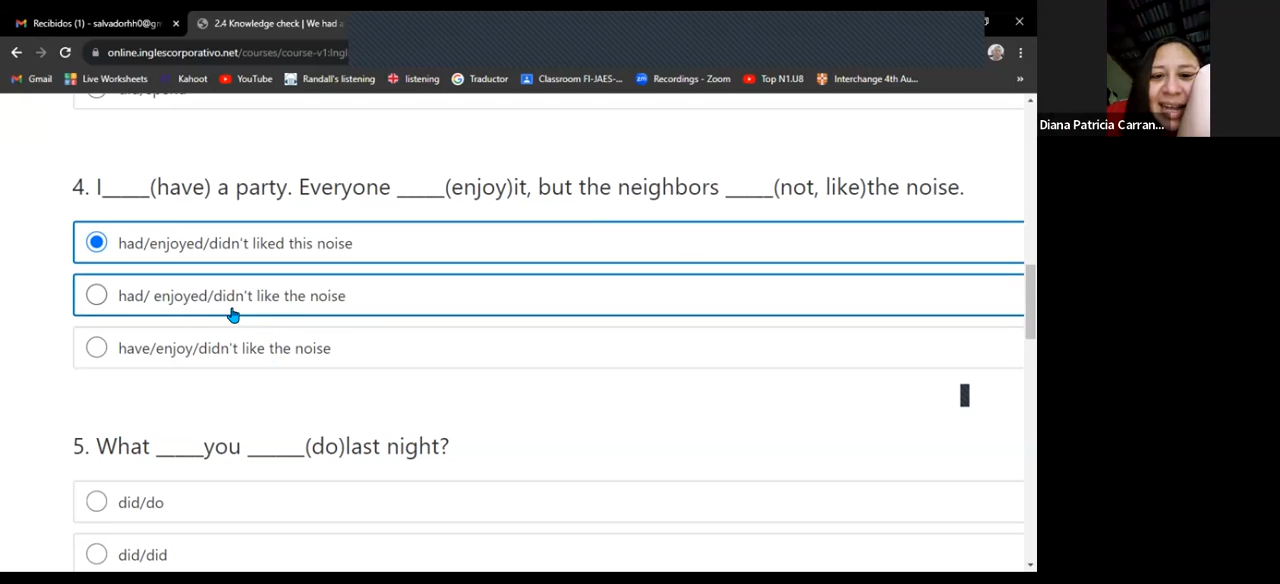 Recibidos (1) - salvadorhh0@gm
2.4 Knowledge check | We had a
online.inglescorporativo.net/courses/course-v1:Ingl
Gmail Live Worksheets Kahoot YouTube Randall's listening listening Traductor Classroom FI-JAES-... Recordings - Zoom Top N1.U8 Interchange 4th Au... »
Diana Patricia Carran...
4. I_____(have) a party. Everyone _____(enjoy)it, but the neighbors _____(not, like)the noise.
had/enjoyed/didn't liked this noise
had/ enjoyed/didn't like the noise
have/enjoy/didn't like the noise
5. What _____you ______(do)last night?
did/do
did/did